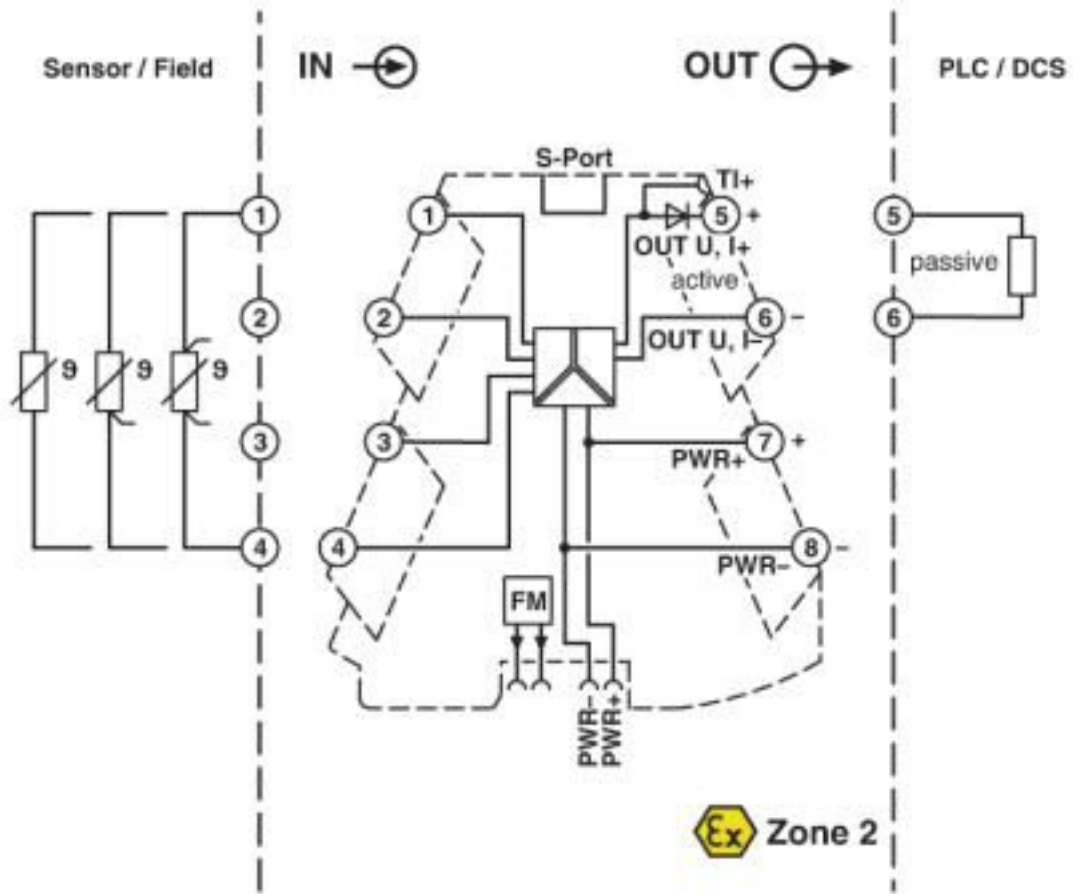 Sensor / Field
IN
OUT
PLC / DCS
S-Port
TI+
1
1
5
+
5
OUT U, I+
passive
active
2
2
6
–
6
OUT U, I–
ϑ
ϑ
ϑ
3
3
7
+
PWR+
4
4
8
–
PWR–
FM
PWR–
PWR+
Ex
Zone 2